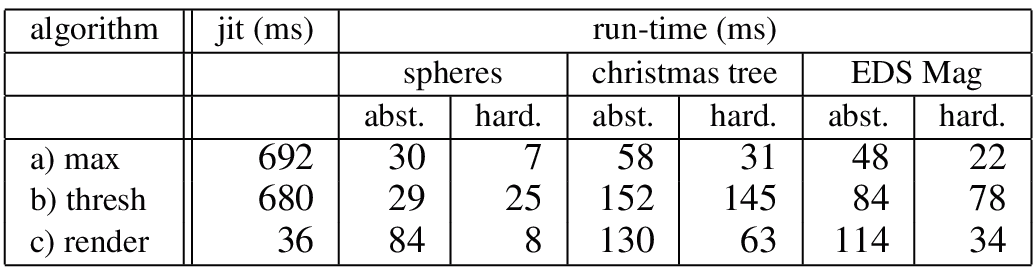 algorithm jit (ms) run-time (ms)
spheres christmas tree EDS Mag
abst. hard. abst. hard. abst. hard.
a) max 692 30 7 58 31 48 22
b) thresh 680 29 25 152 145 84 78
c) render 36 84 8 130 63 114 34